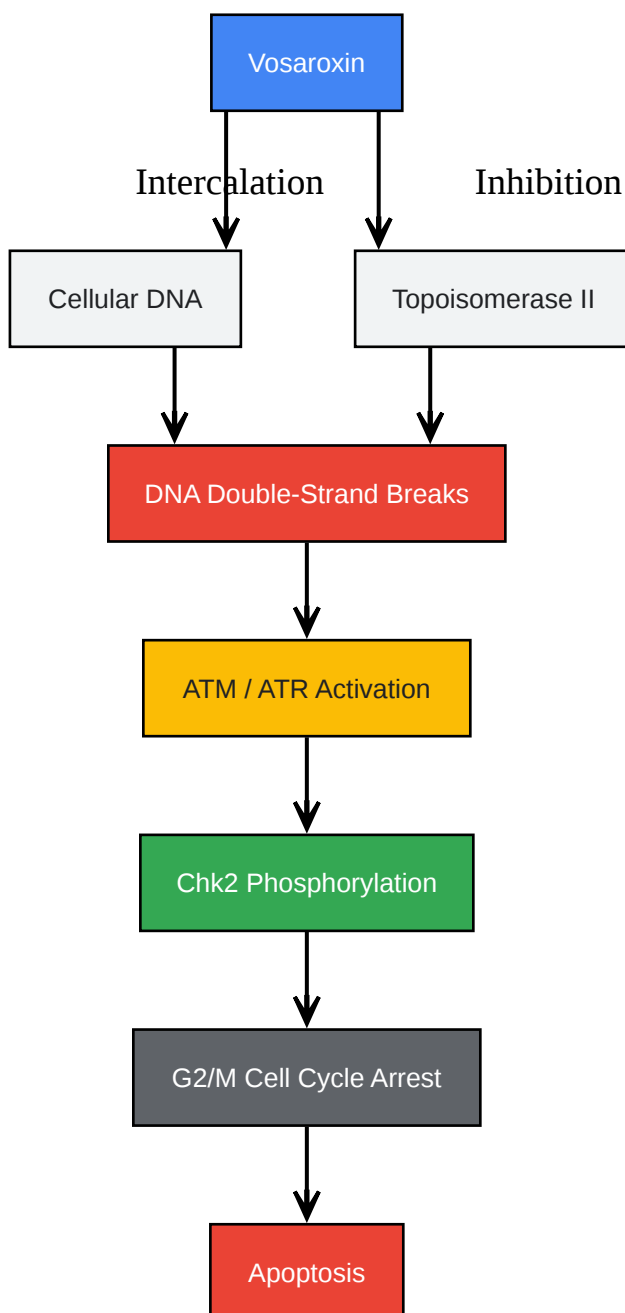 Vosaroxin
Intercalation
Inhibition
Cellular DNA
Topoisomerase II
DNA Double-Strand Breaks
ATM / ATR Activation
Chk2 Phosphorylation
G2/M Cell Cycle Arrest
Apoptosis